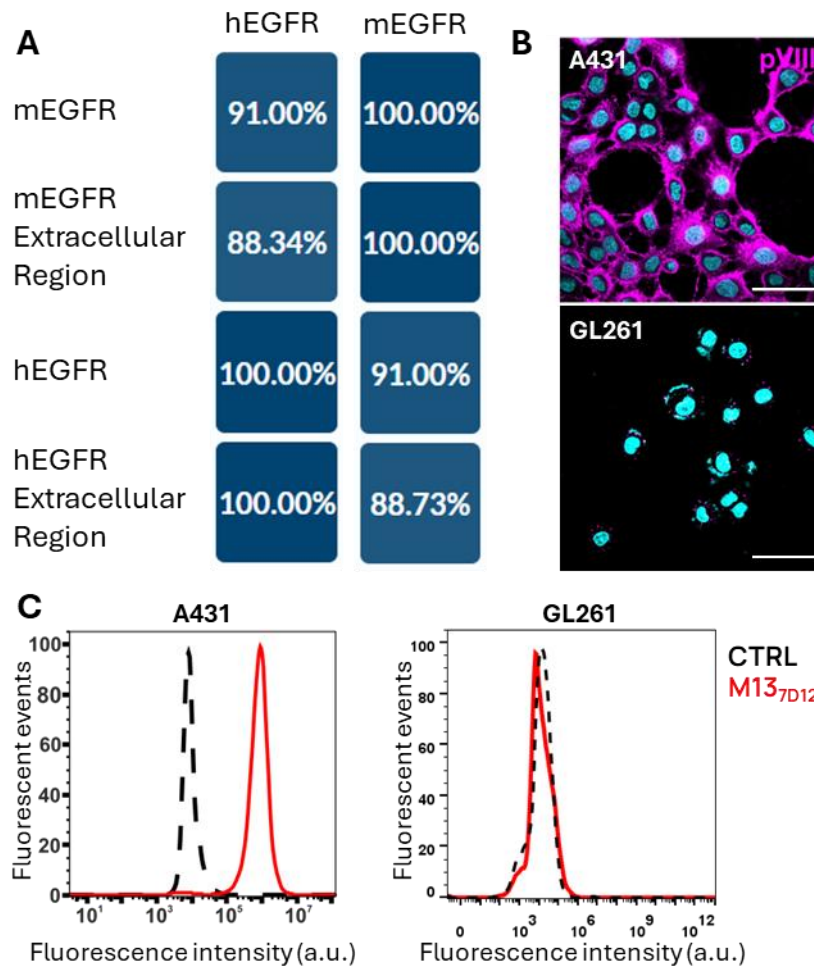 A
hEGFR mEGFR
mEGFR 91.00% 100.00%
mEGFR
Extracellular 88.34% 100.00%
Region
hEGFR 100.00% 91.00%
hEGFR
Extracellular 100.00% 88.73%
Region
B
A431 pVIII
GL261
C
A431
Fluorescent events
100
80
60
40
20
0
10¹ 10³ 10⁵ 10⁷
Fluorescence intensity (a.u.)
GL261
Fluorescent events
100
80
60
40
20
0
0 10³ 10⁶ 10⁹ 10¹²
Fluorescence intensity (a.u.)
CTRL
M13₇D₁₂